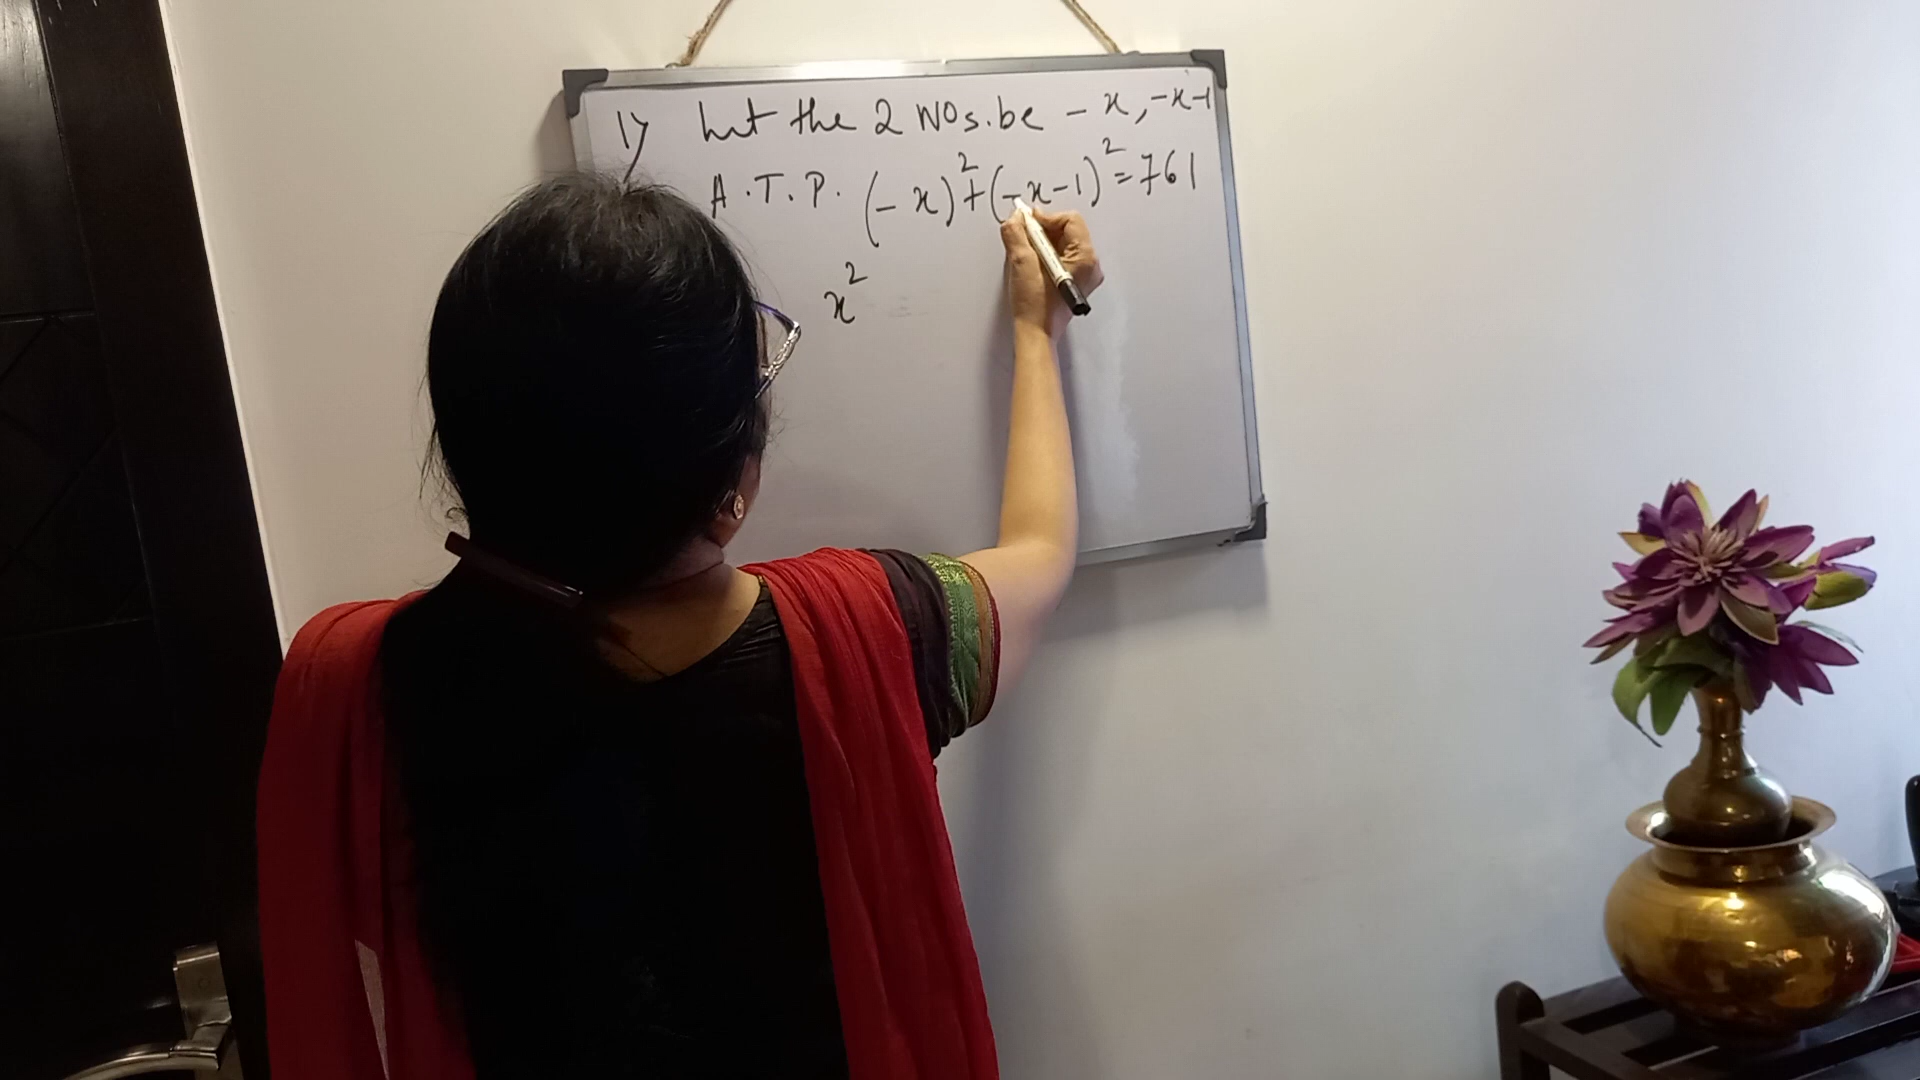 1) Let the 2 NOs. be - x, -x-1
A.T.P. (-x)²+(-x-1)²=761
x²